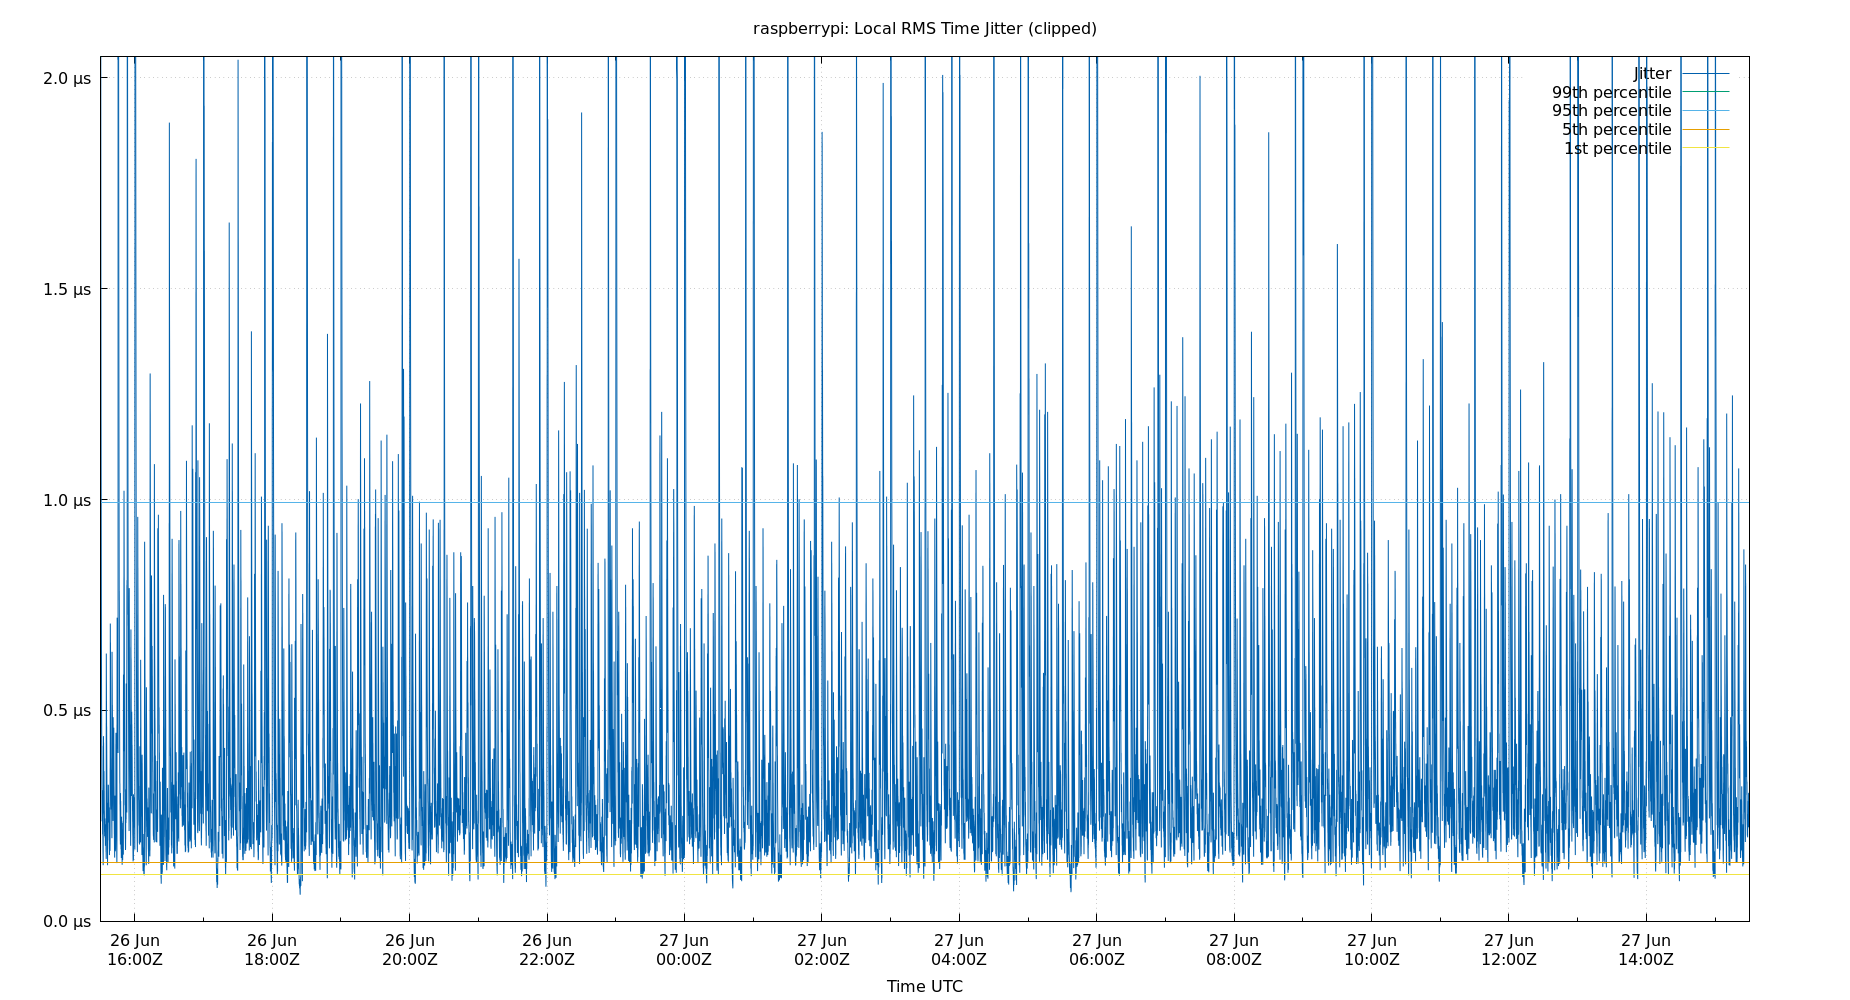 raspberrypi: Local RMS Time Jitter (clipped)
2.0 µs
1.5 µs
1.0 µs
0.5 µs
0.0 µs
Jitter
99th percentile
95th percentile
5th percentile
1st percentile
26 Jun 26 Jun 26 Jun 26 Jun 27 Jun 27 Jun 27 Jun 27 Jun 27 Jun 27 Jun 27 Jun 27 Jun
16:00Z 18:00Z 20:00Z 22:00Z 00:00Z 02:00Z 04:00Z 06:00Z 08:00Z 10:00Z 12:00Z 14:00Z
Time UTC